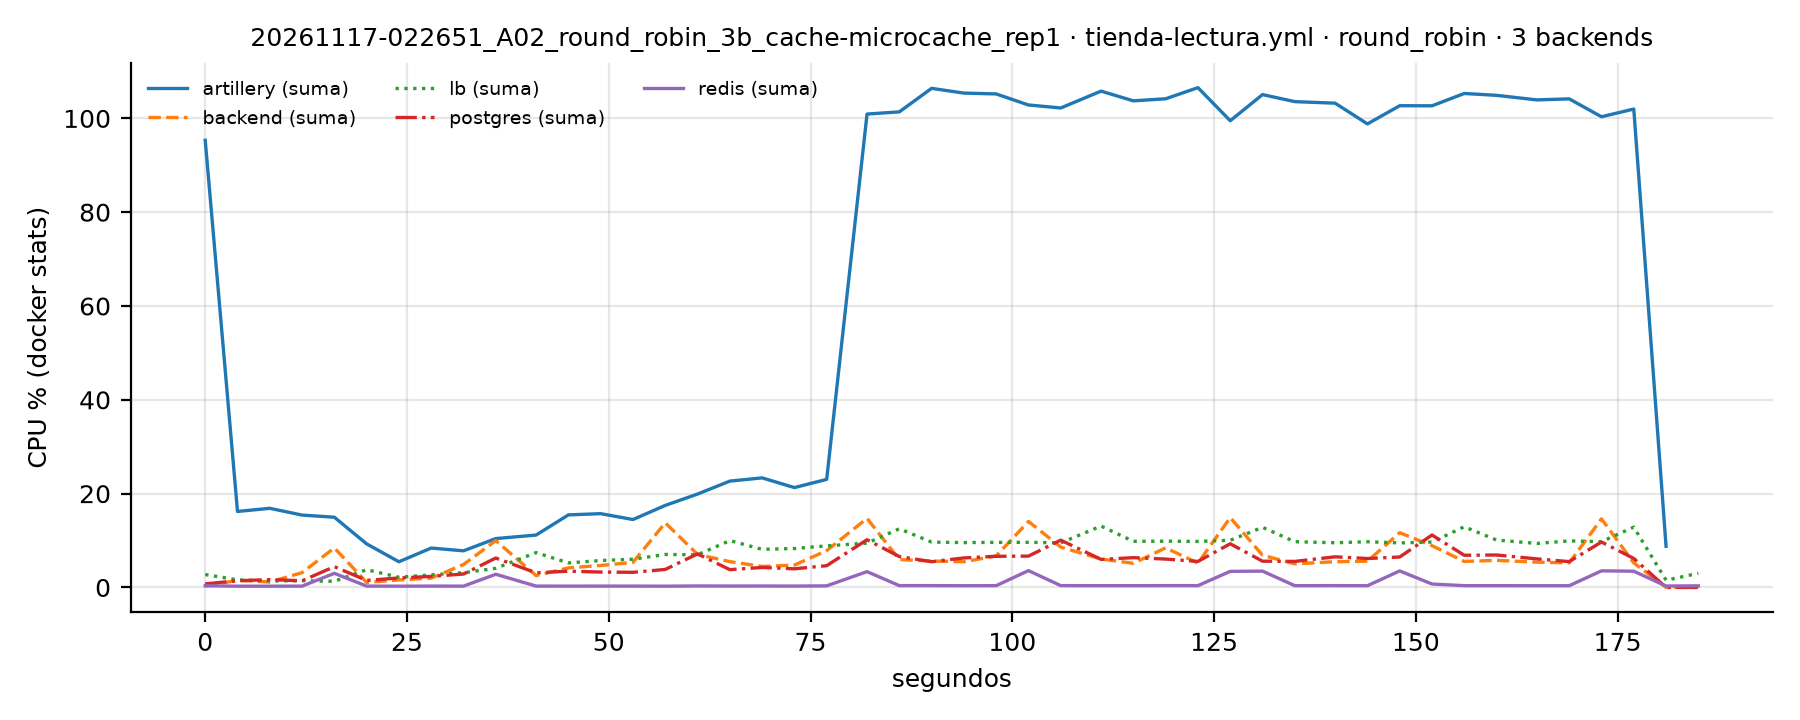 20261117-022651_A02_round_robin_3b_cache-microcache_rep1 · tienda-lectura.yml · round_robin · 3 backends
artillery (suma) lb (suma) redis (suma)
backend (suma) postgres (suma)
CPU % (docker stats)
100
80
60
40
20
0
0 25 50 75 100 125 150 175
segundos